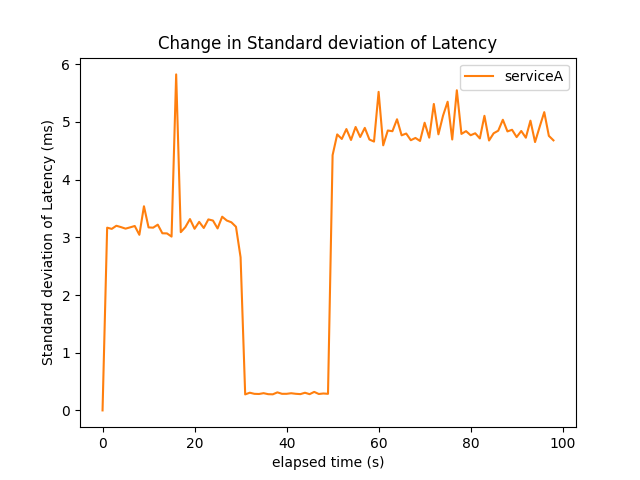 Change in Standard deviation of Latency
serviceA
Standard deviation of Latency (ms)
6
5
4
3
2
1
0
0 20 40 60 80 100
elapsed time (s)